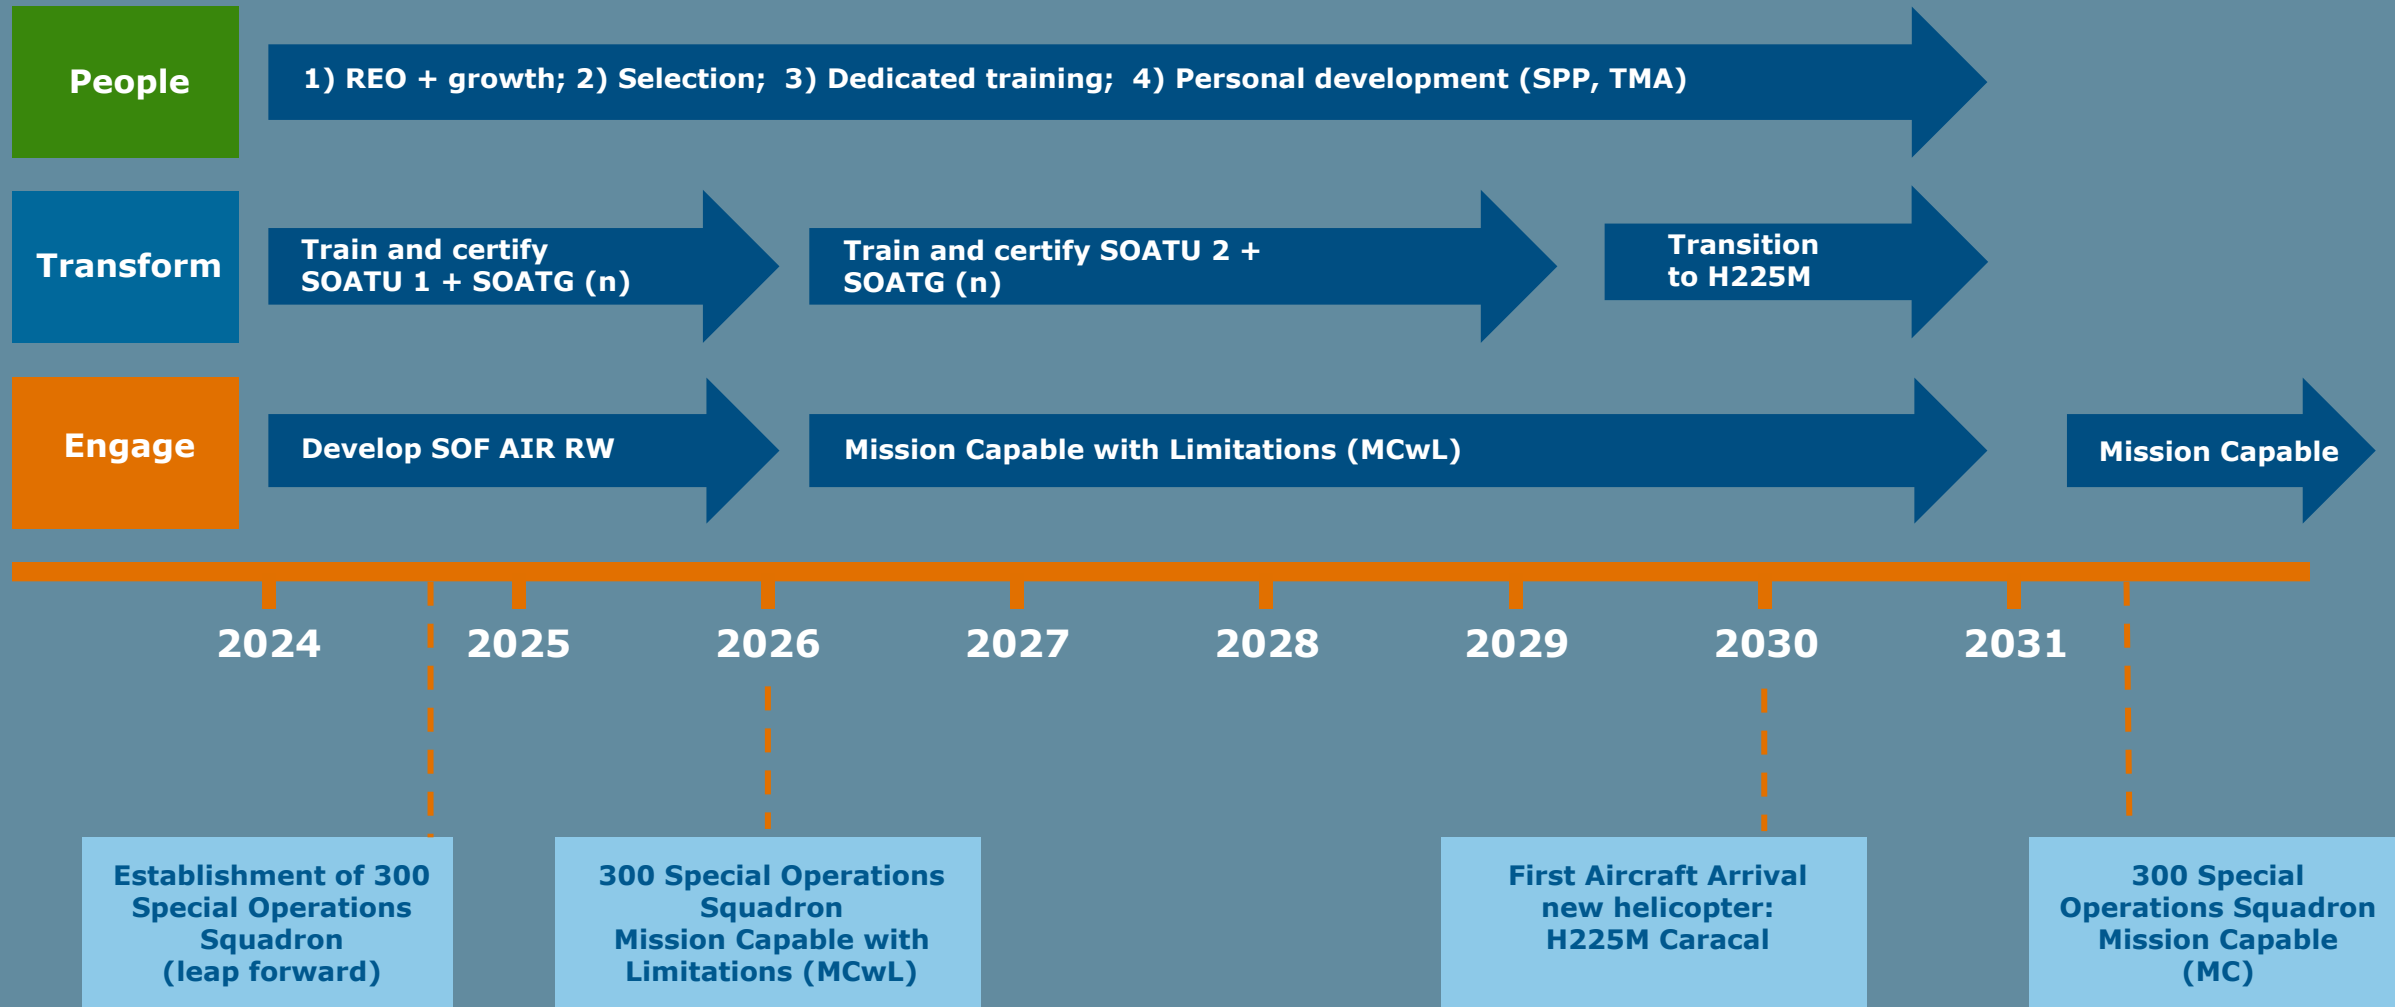 People
1) REO + growth; 2) Selection; 3) Dedicated training; 4) Personal development (SPP, TMA)
Transform
Train and certify
SOATU 1 + SOATG (n)
Train and certify SOATU 2 +
SOATG (n)
Transition
to H225M
Engage
Develop SOF AIR RW
Mission Capable with Limitations (MCwL)
Mission Capable
2024
2025
2026
2027
2028
2029
2030
2031
Establishment of 300
Special Operations
Squadron
(leap forward)
300 Special Operations
Squadron
Mission Capable with
Limitations (MCwL)
First Aircraft Arrival
new helicopter:
H225M Caracal
300 Special
Operations Squadron
Mission Capable
(MC)